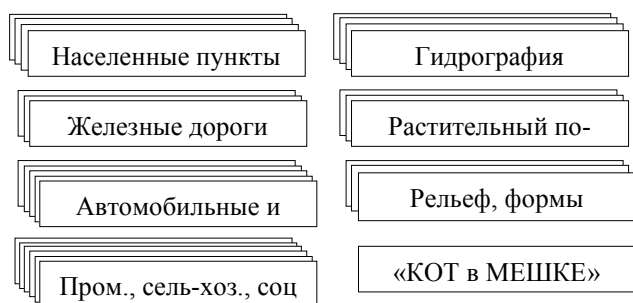 Населенные пункты
Гидрография
Железные дороги
Растительный по-
Автомобильные и
Рельеф, формы
Пром., сель-хоз., соц
«КОТ в МЕШКЕ»